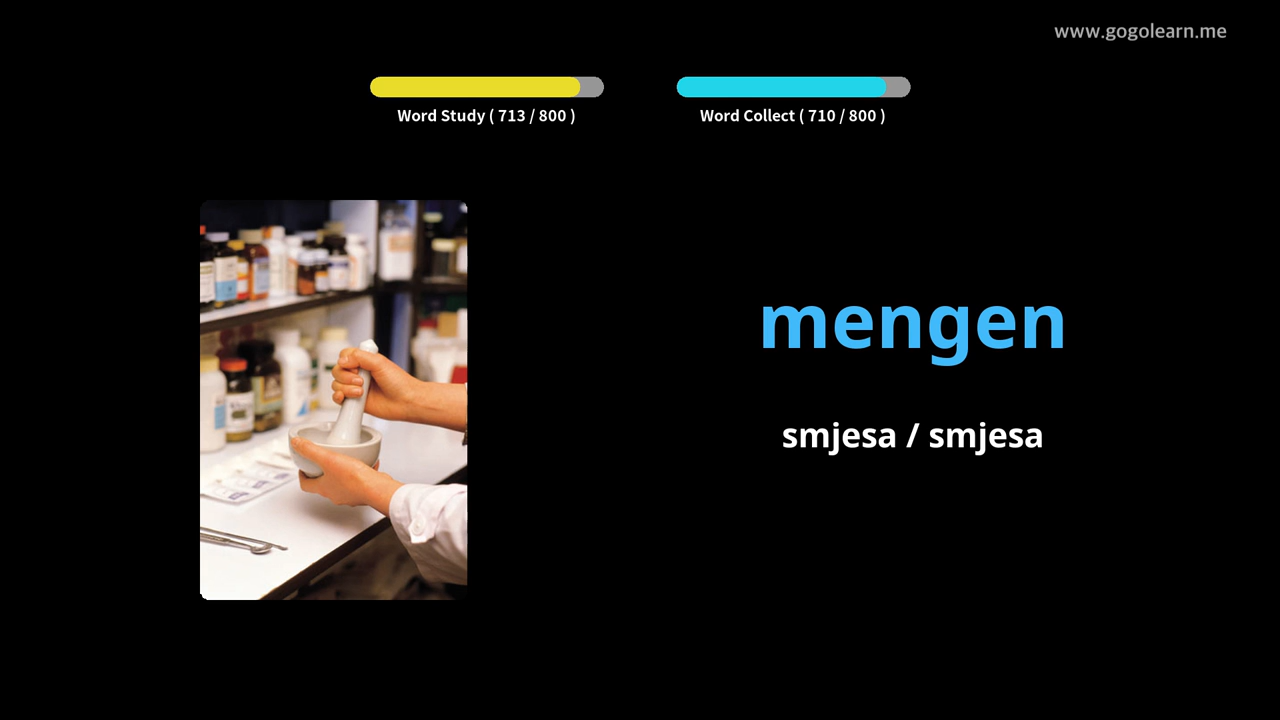 www.gogolearn.me
Word Study ( 713 / 800 )
Word Collect ( 710 / 800 )
mengen
smjesa / smjesa